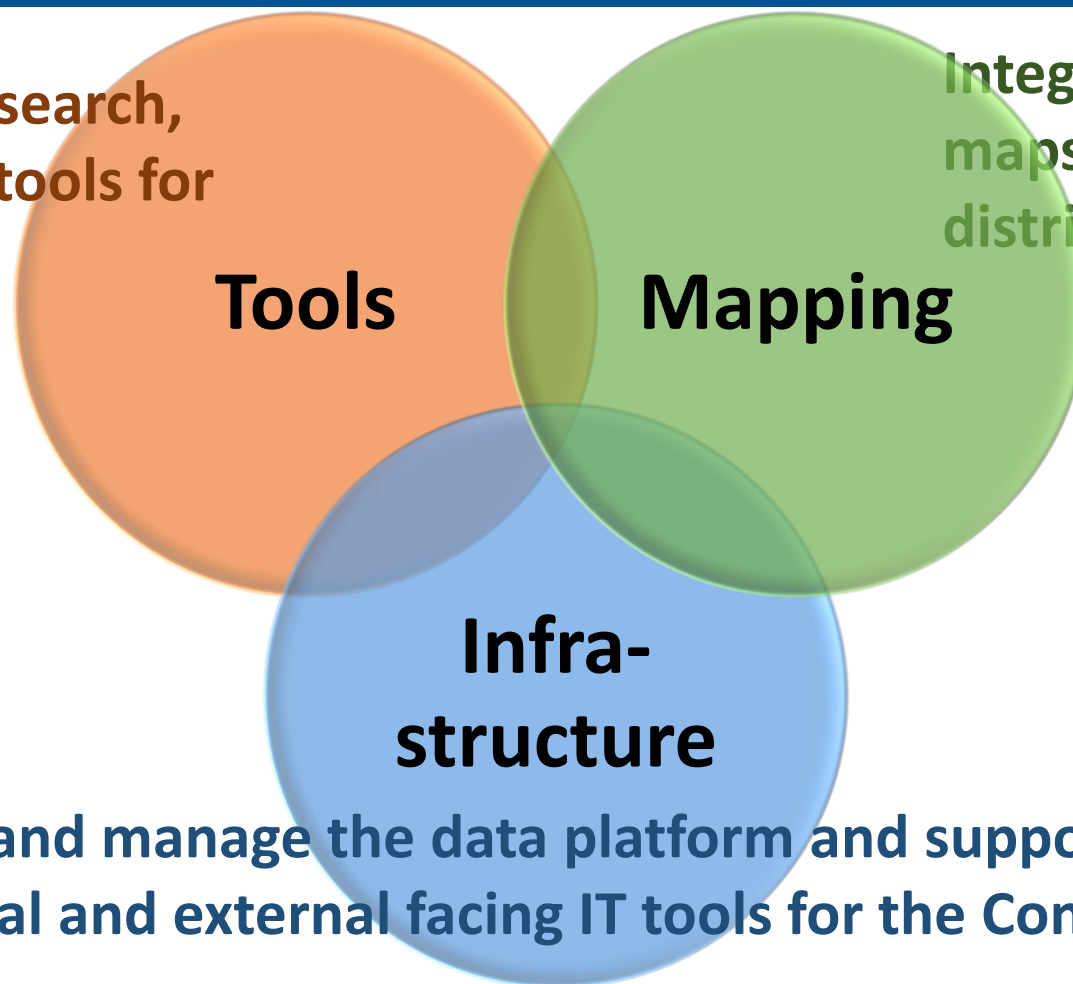 search,
tools for
Integ
maps
distri
Tools
Mapping
Infra-
structure
and manage the data platform and suppo
al and external facing IT tools for the Con